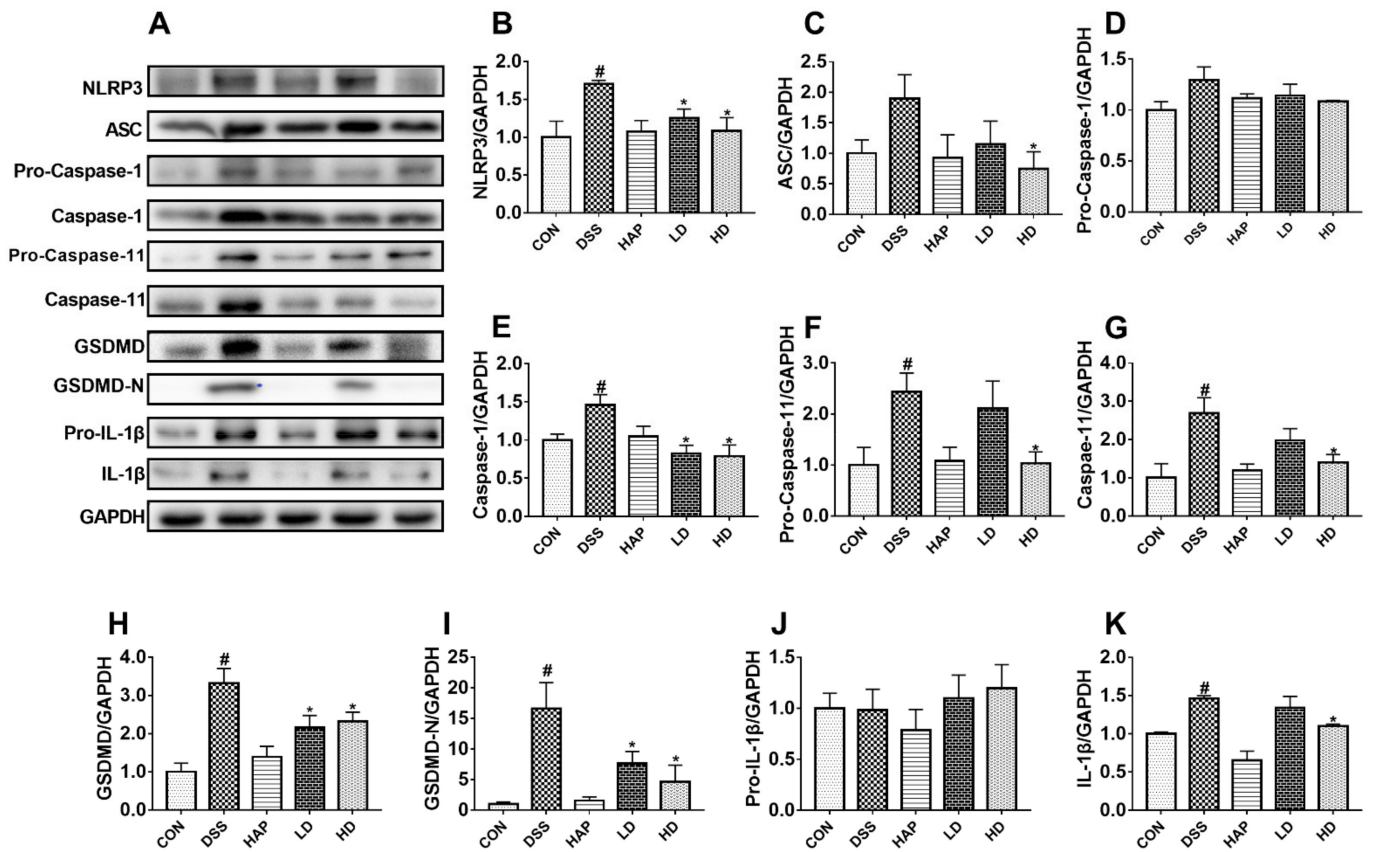 A
NLRP3
ASC
Pro-Caspase-1
Caspase-1
Pro-Caspase-11
Caspase-11
GSDMD
GSDMD-N
Pro-IL-1β
IL-1β
GAPDH
B
NLRP3/GAPDH
2.0
1.5
1.0
0.5
0.0
#
*
*
CON
DSS
HAP
LD
HD
C
ASC/GAPDH
2.5
2.0
1.5
1.0
0.5
0.0
*
CON
DSS
HAP
LD
HD
D
Pro-Caspase-1/GAPDH
1.5
1.0
0.5
0.0
CON
DSS
HAP
LD
HD
E
Caspase-1/GAPDH
2.0
1.5
1.0
0.5
0.0
#
*
*
CON
DSS
HAP
LD
HD
F
Pro-Caspase-11/GAPDH
3.0
2.0
1.0
0.0
#
*
CON
DSS
HAP
LD
HD
G
Caspae-11/GAPDH
4.0
3.0
2.0
1.0
0.0
#
*
CON
DSS
HAP
LD
HD
H
GSDMD/GAPDH
4.0
3.0
2.0
1.0
0.0
#
*
*
CON
DSS
HAP
LD
HD
I
GSDMD-N/GAPDH
25
20
15
10
5
0
#
*
*
CON
DSS
HAP
LD
HD
J
Pro-IL-1β/GAPDH
1.5
1.0
0.5
0.0
CON
DSS
HAP
LD
HD
K
IL-1β/GAPDH
2.0
1.5
1.0
0.5
0.0
#
*
CON
DSS
HAP
LD
HD